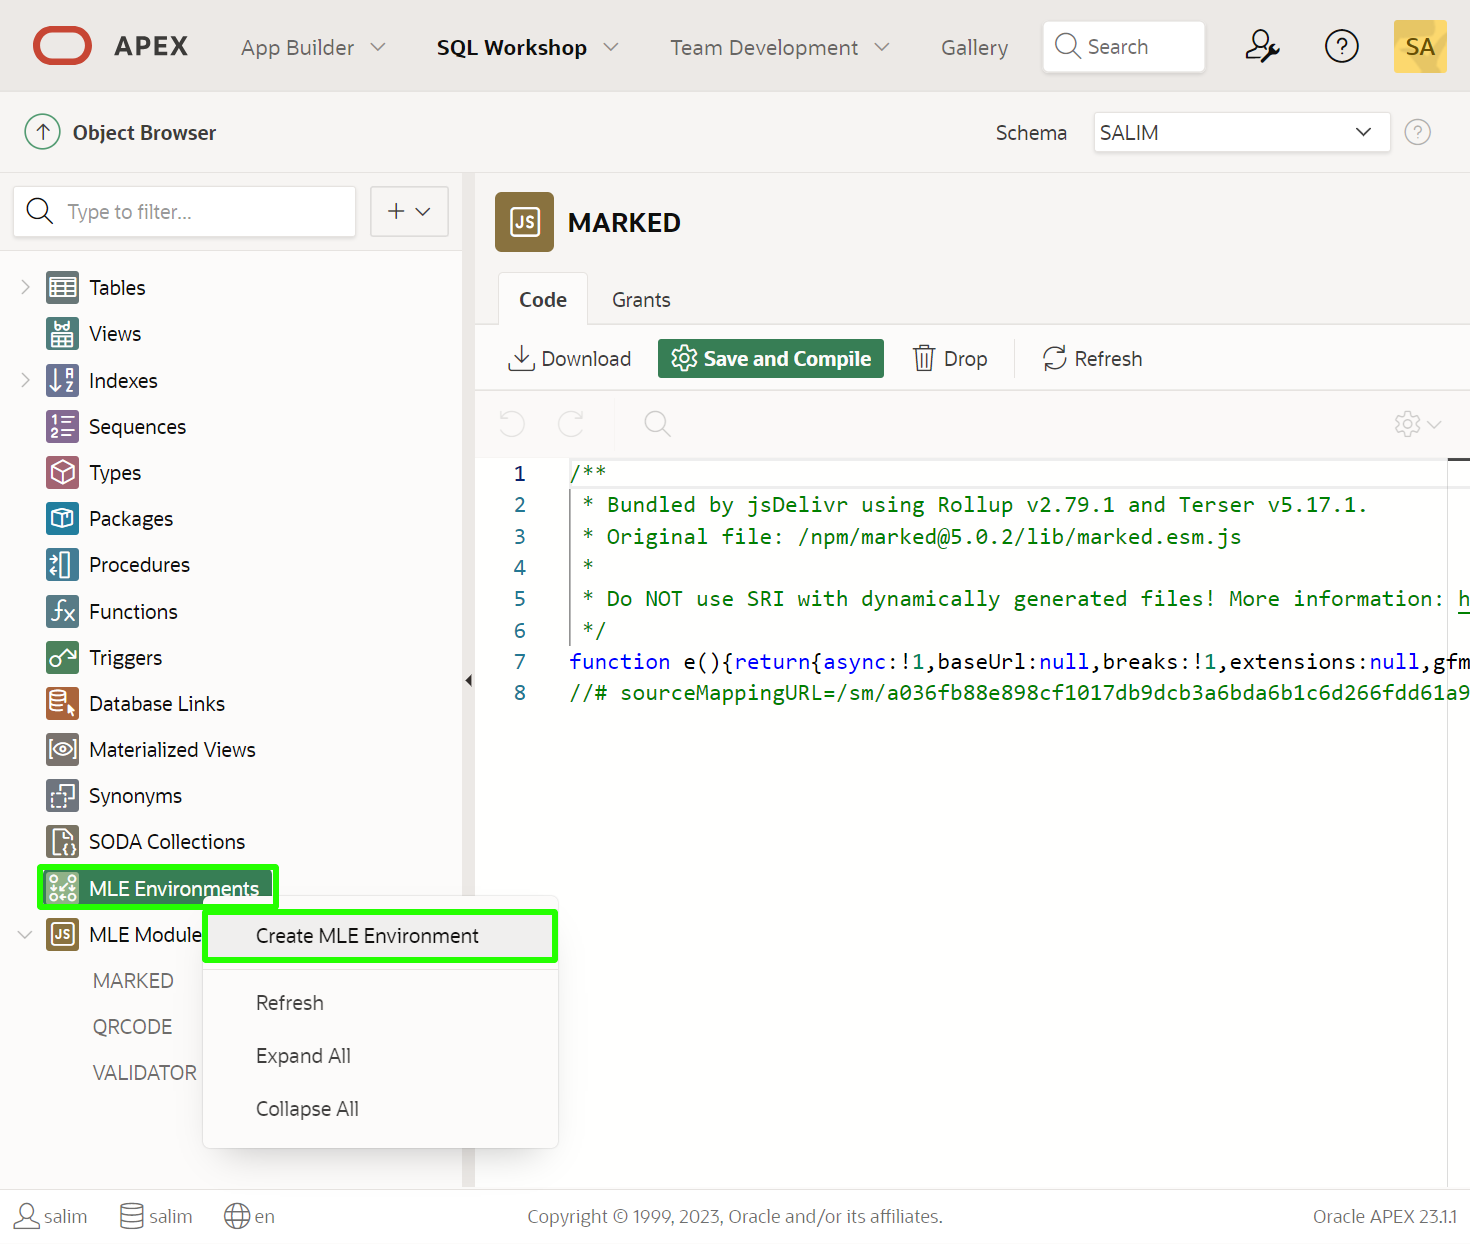 APEX
App Builder
SQL Workshop
Team Development
Gallery
Search
SA
Object Browser
Schema
SALIM
Type to filter...
MARKED
Code
Grants
Download
Save and Compile
Drop
Refresh
Tables
Views
Indexes
Sequences
Types
Packages
Procedures
Functions
Triggers
Database Links
Materialized Views
Synonyms
SODA Collections
MLE Environments
MLE Module
MARKED
QRCODE
VALIDATOR
Create MLE Environment
Refresh
Expand All
Collapse All
1 /**
2 * Bundled by jsDelivr using Rollup v2.79.1 and Terser v5.17.1.
3 * Original file: /npm/marked@5.0.2/lib/marked.esm.js
4 *
5 * Do NOT use SRI with dynamically generated files! More information: h
6 */
7 function e(){return{async:!1,baseUrl:null,breaks:!1,extensions:null,gfm
8 //# sourceMappingURL=/sm/a036fb88e898cf1017db9dcb3a6bda6b1c6d266fdd61a9
salim
salim
en
Copyright © 1999, 2023, Oracle and/or its affiliates.
Oracle APEX 23.1.1